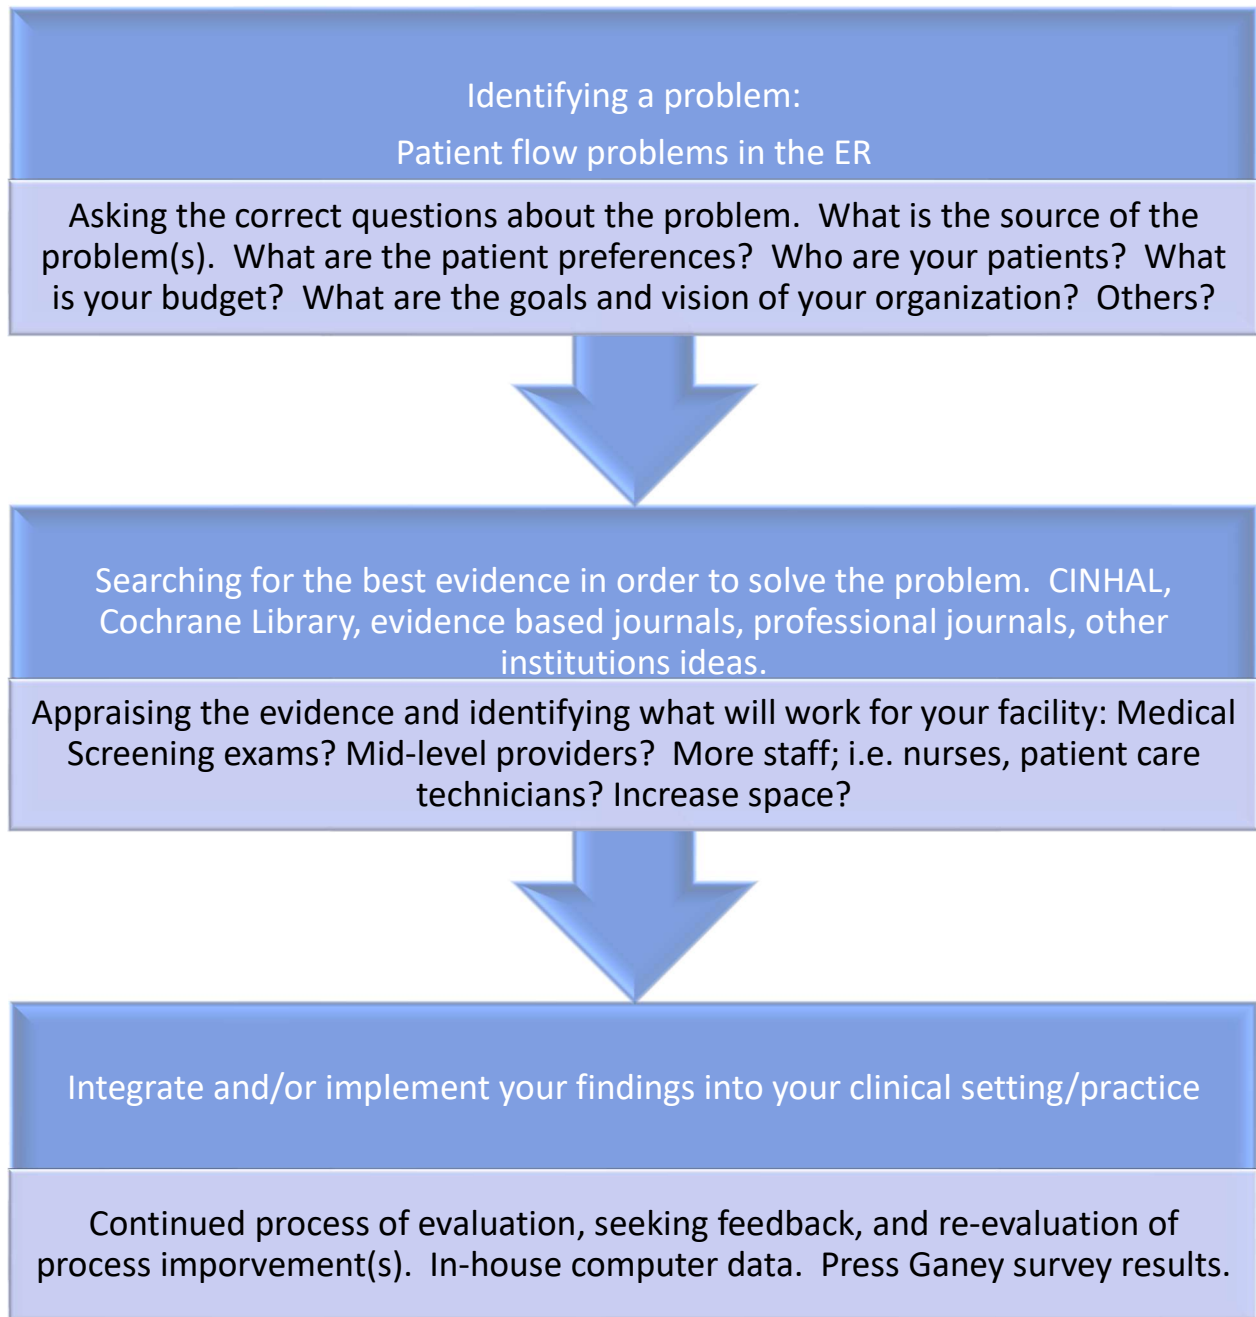 Identifying a problem:
Patient flow problems in the ER
Asking the correct questions about the problem.  What is the source of the
problem(s).  What are the patient preferences?  Who are your patients?  What
is your budget?  What are the goals and vision of your organization?  Others?
Searching for the best evidence in order to solve the problem.  CINHAL,
Cochrane Library, evidence based journals, professional journals, other
institutions ideas.
Appraising the evidence and identifying what will work for your facility: Medical
Screening exams? Mid-level providers?  More staff; i.e. nurses, patient care
technicians? Increase space?
Integrate and/or implement your findings into your clinical setting/practice
Continued process of evaluation, seeking feedback, and re-evaluation of
process imporvement(s).  In-house computer data.  Press Ganey survey results.